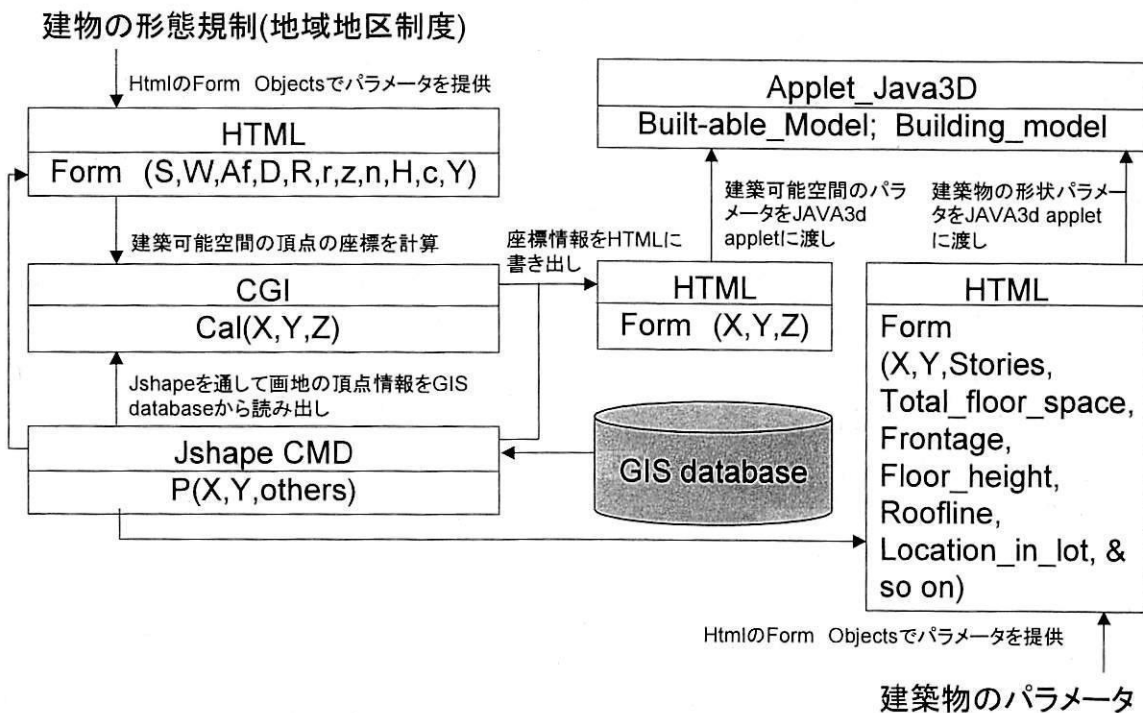 建物の形態規制(地域地区制度)
HtmlのForm Objectsでパラメータを提供
HTML
Form (S,W,Af,D,R,r,z,n,H,c,Y)
建築可能空間の頂点の座標を計算
CGI
Cal(X,Y,Z)
Jshapeを通して画地の頂点情報をGIS
databaseから読み出し
Jshape CMD
P(X,Y,others)
座標情報をHTMLに
書き出し
HTML
Form (X,Y,Z)
GIS database
Applet_Java3D
Built-able_Model; Building_model
建築可能空間のパラ
メータをJAVA3d
appletに渡し
建築物の形状パラメー
タをJAVA3d applet
に渡し
HTML
Form
(X,Y,Stories,
Total_floor_space,
Frontage,
Floor_height,
Roofline,
Location_in_lot, &
so on)
HtmlのForm Objectsでパラメータを提供
建築物のパラメータ